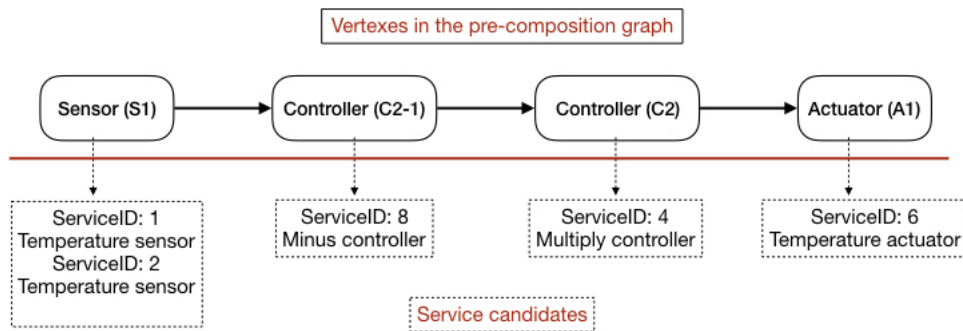 Vertexes in the pre-composition graph
Sensor (S1)
Controller (C2-1)
Controller (C2)
Actuator (A1)
ServiceID: 1
Temperature sensor
ServiceID: 2
Temperature sensor
ServiceID: 8
Minus controller
ServiceID: 4
Multiply controller
ServiceID: 6
Temperature actuator
Service candidates